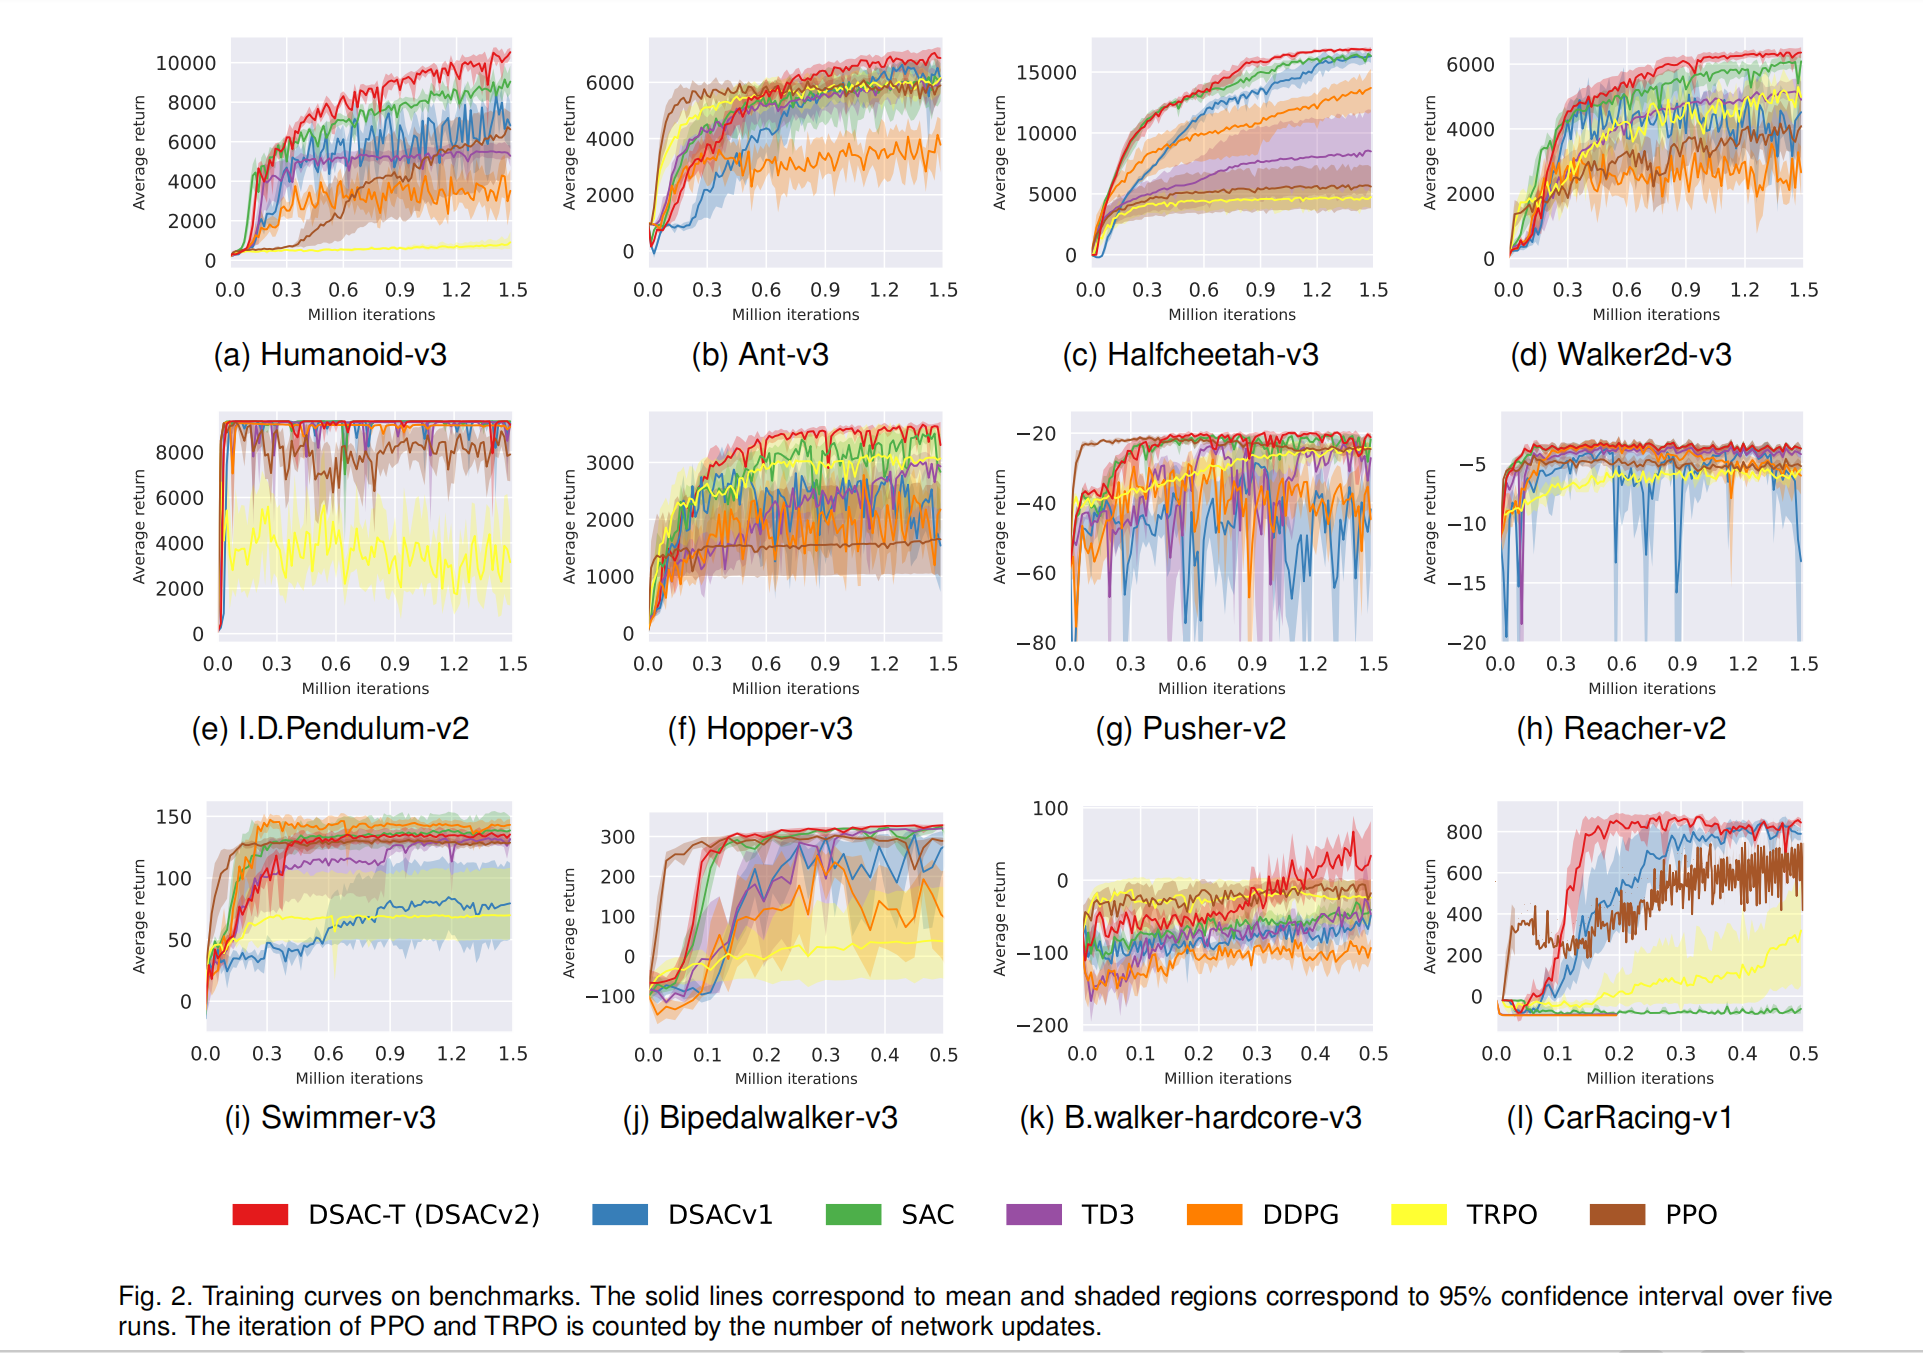 10000
8000
6000
4000
2000
0
Average return
0.0 0.3 0.6 0.9 1.2 1.5
Million iterations
(a) Humanoid-v3
6000
4000
2000
0
Average return
0.0 0.3 0.6 0.9 1.2 1.5
Million iterations
(b) Ant-v3
15000
10000
5000
0
Average return
0.0 0.3 0.6 0.9 1.2 1.5
Million iterations
(c) Halfcheetah-v3
6000
4000
2000
0
Average return
0.0 0.3 0.6 0.9 1.2 1.5
Million iterations
(d) Walker2d-v3
8000
6000
4000
2000
0
Average return
0.0 0.3 0.6 0.9 1.2 1.5
Million iterations
(e) I.D.Pendulum-v2
3000
2000
1000
0
Average return
0.0 0.3 0.6 0.9 1.2 1.5
Million iterations
(f) Hopper-v3
−20
−40
−60
−80
Average return
0.0 0.3 0.6 0.9 1.2 1.5
Million iterations
(g) Pusher-v2
−5
−10
−15
−20
Average return
0.0 0.3 0.6 0.9 1.2 1.5
Million iterations
(h) Reacher-v2
150
100
50
0
Average return
0.0 0.3 0.6 0.9 1.2 1.5
Million iterations
(i) Swimmer-v3
300
200
100
0
−100
Average return
0.0 0.1 0.2 0.3 0.4 0.5
Million iterations
(j) Bipedalwalker-v3
100
0
−100
−200
Average return
0.0 0.1 0.2 0.3 0.4 0.5
Million iterations
(k) B.walker-hardcore-v3
800
600
400
200
0
Average return
0.0 0.1 0.2 0.3 0.4 0.5
Million iterations
(l) CarRacing-v1
DSAC-T (DSACv2) DSACv1 SAC TD3 DDPG TRPO PPO
Fig. 2. Training curves on benchmarks. The solid lines correspond to mean and shaded regions correspond to 95% confidence interval over five
runs. The iteration of PPO and TRPO is counted by the number of network updates.